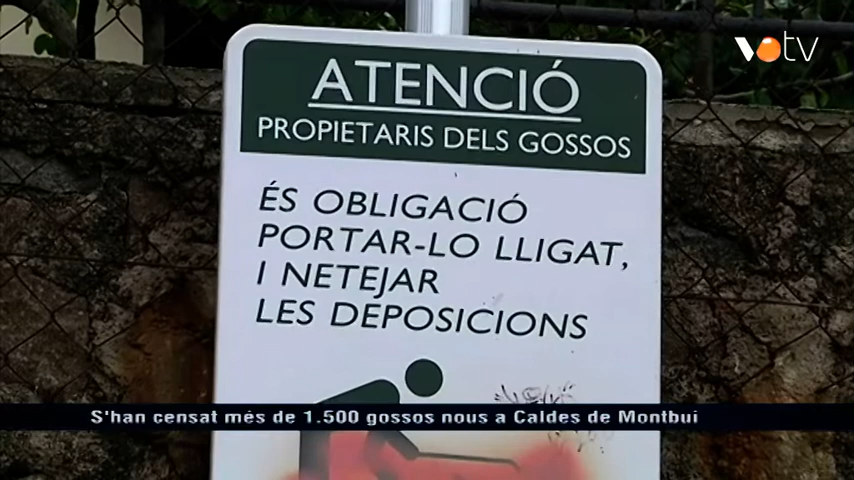 votv
ATENCIÓ
PROPIETARIS DELS GOSSOS
ÉS OBLIGACIÓ
PORTAR-LO LLIGAT,
I NETEJAR
LES DEPOSICIONS
S'han censat més de 1.500 gossos nous a Caldes de Montbui